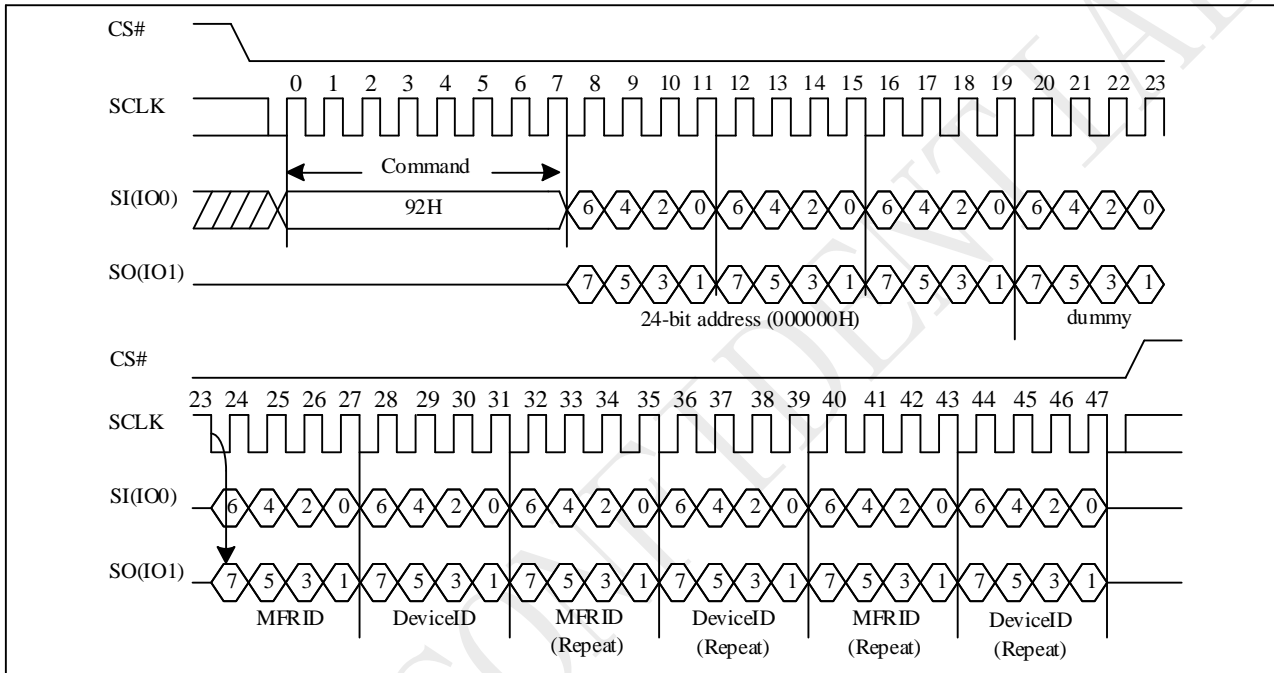 CS#
0 1 2 3 4 5 6 7 8 9 10 11 12 13 14 15 16 17 18 19 20 21 22 23
SCLK
Command
SI(IO0) 92H 6 4 2 0 6 4 2 0 6 4 2 0 6 4 2 0
SO(IO1) 7 5 3 1 7 5 3 1 7 5 3 1 7 5 3 1
24-bit address (000000H) dummy
CS#
23 24 25 26 27 28 29 30 31 32 33 34 35 36 37 38 39 40 41 42 43 44 45 46 47
SCLK
SI(IO0) 6 4 2 0 6 4 2 0 6 4 2 0 6 4 2 0 6 4 2 0 6 4 2 0
SO(IO1) 7 5 3 1 7 5 3 1 7 5 3 1 7 5 3 1 7 5 3 1 7 5 3 1
MFRID DeviceID MFRID DeviceID MFRID DeviceID
(Repeat) (Repeat) (Repeat) (Repeat)
CONFIDENTIAL